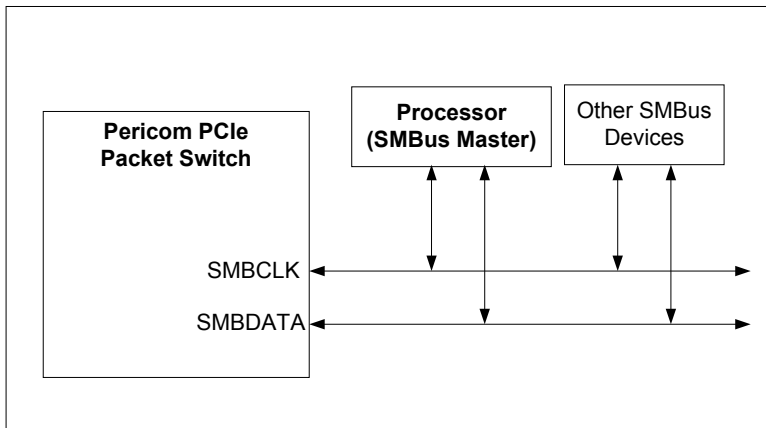 Pericom PCIe
Packet Switch
Processor
(SMBus Master)
Other SMBus
Devices
SMBCLK
SMBDATA